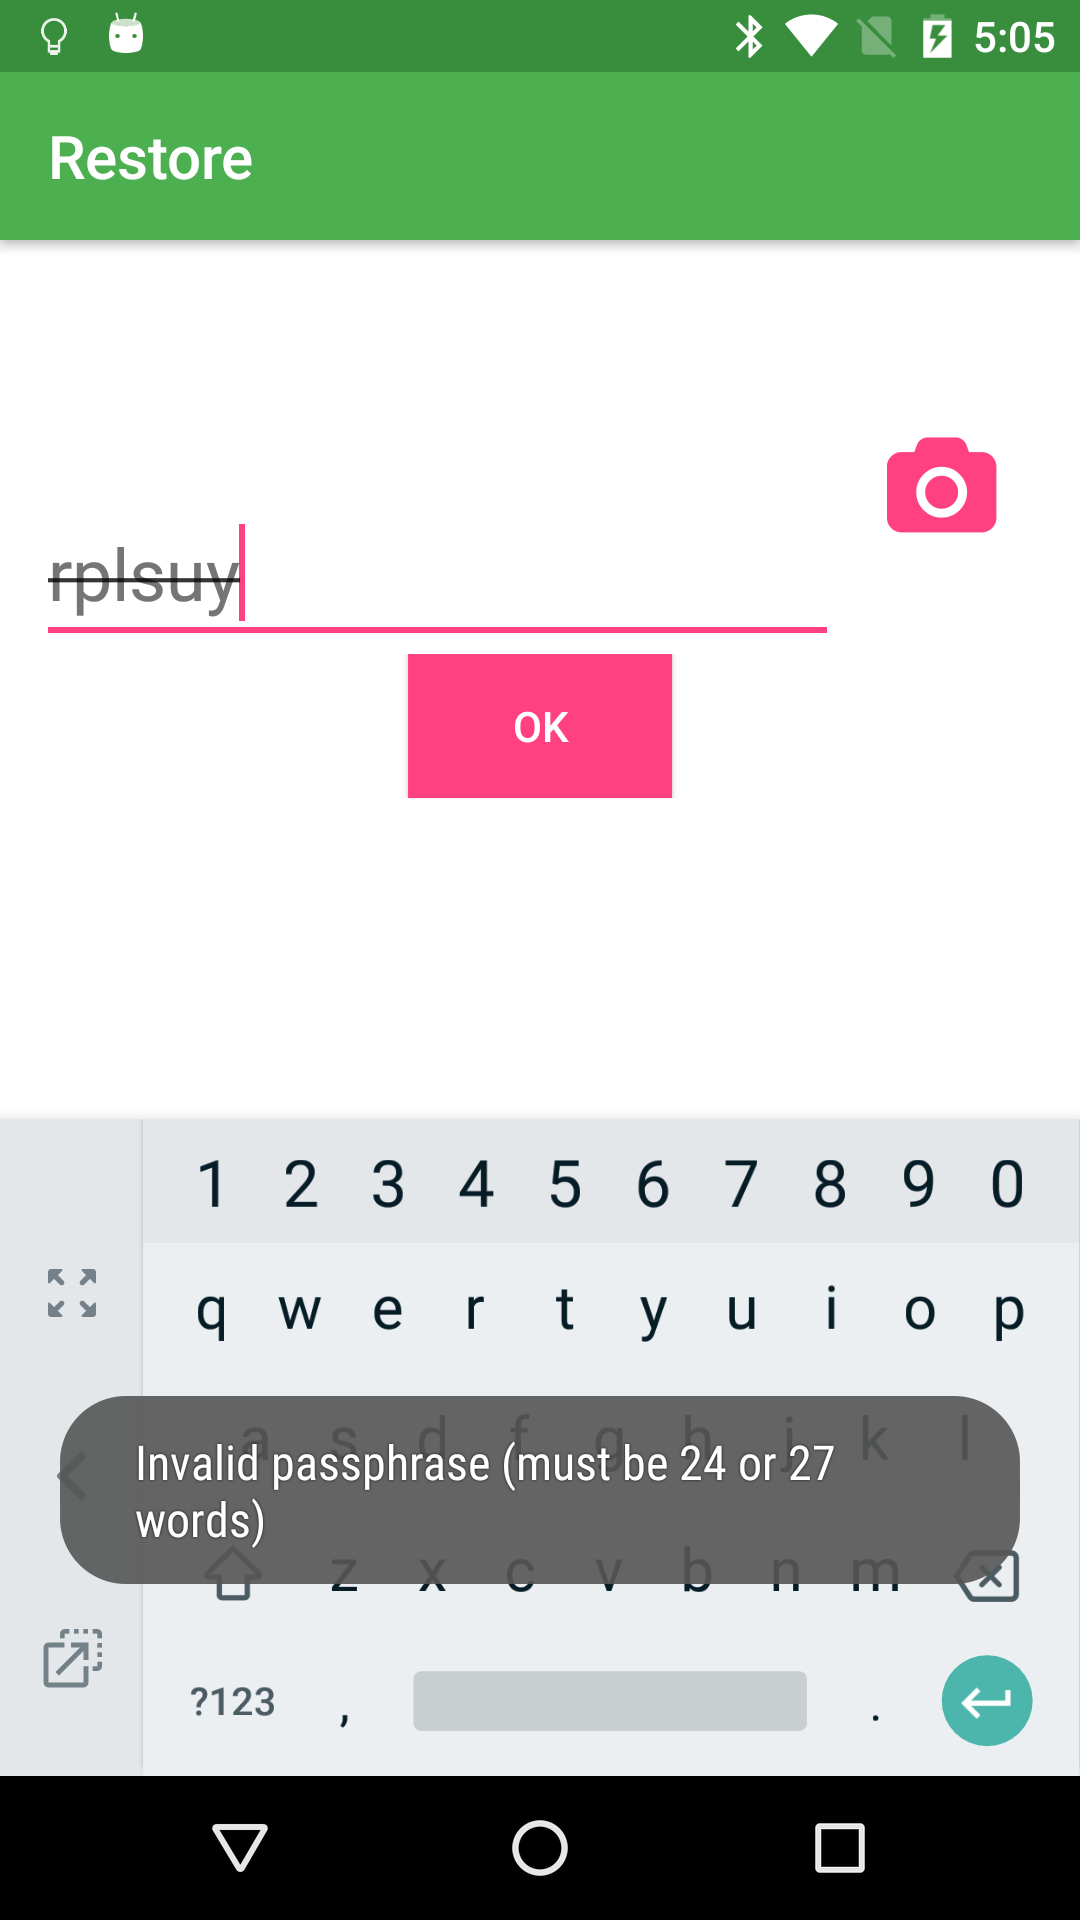 5:05
Restore
rplsuy
OK
1 2 3 4 5 6 7 8 9 0
q w e r t y u i o p
a s d f g h j k l
Invalid passphrase (must be 24 or 27
words)
z x c v b n m
?123 , .